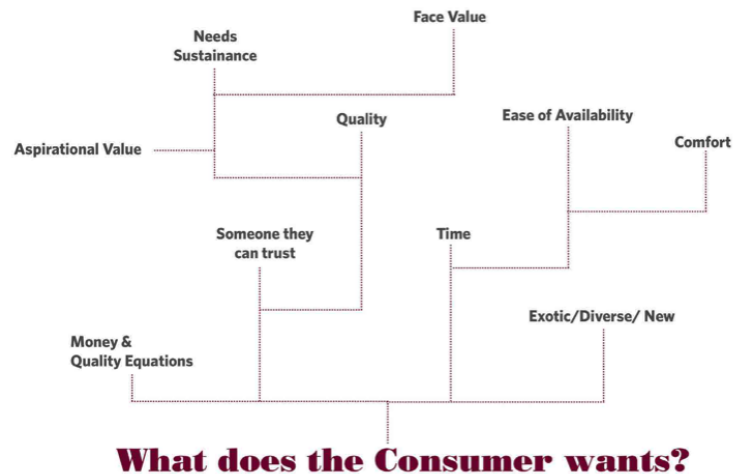 Face Value
Needs
Sustainance
Quality
Ease of Availability
Aspirational Value
Comfort
Someone they
can trust
Time
Exotic/Diverse/ New
Money &
Quality Equations
What does the Consumer wants?